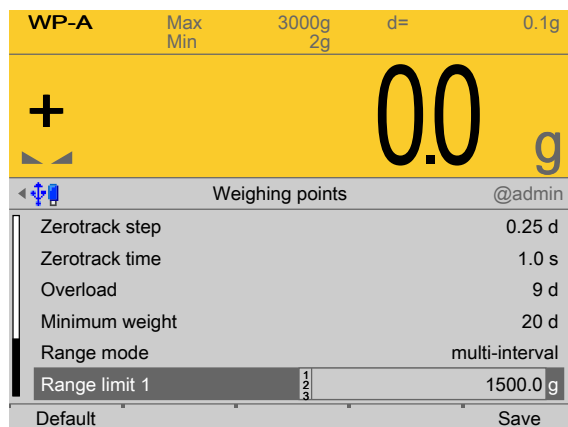 WP-A Max 3000g d= 0.1g
Min 2g
+ 0.0 g
Weighing points @admin
Zerotrack step 0.25 d
Zerotrack time 1.0 s
Overload 9 d
Minimum weight 20 d
Range mode multi-interval
Range limit 1 123 1500.0 g
Default Save